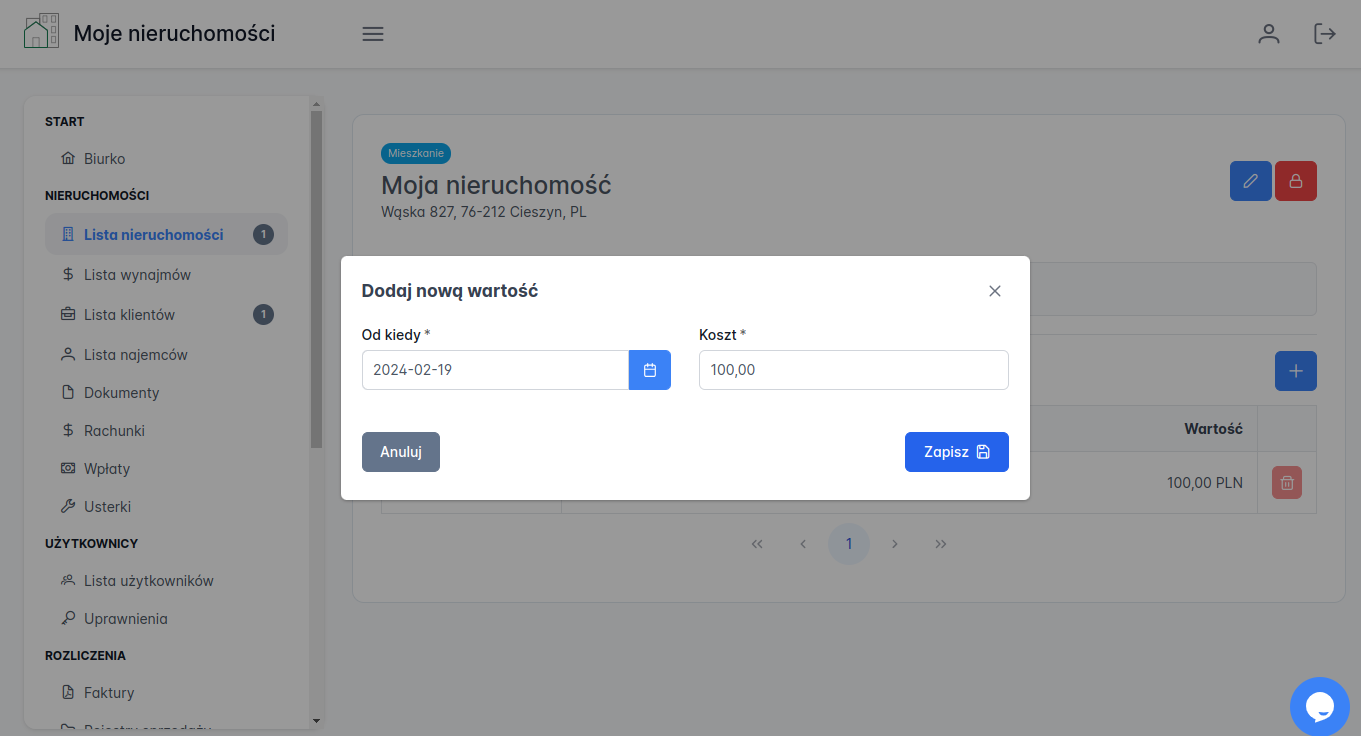 Moje nieruchomości
START
Biurko
NIERUCHOMOŚCI
Lista nieruchomości 1
Lista wynajmów
Lista klientów 1
Lista najemców
Dokumenty
Rachunki
Wpłaty
Usterki
UŻYTKOWNICY
Lista użytkowników
Uprawnienia
ROZLICZENIA
Faktury
Rejestry sprzedaży
Mieszkanie
Moja nieruchomość
Wąska 827, 76-212 Cieszyn, PL
Dodaj nową wartość
Od kiedy * Koszt *
2024-02-19 100,00
Anuluj Zapisz
Wartość
100,00 PLN
1